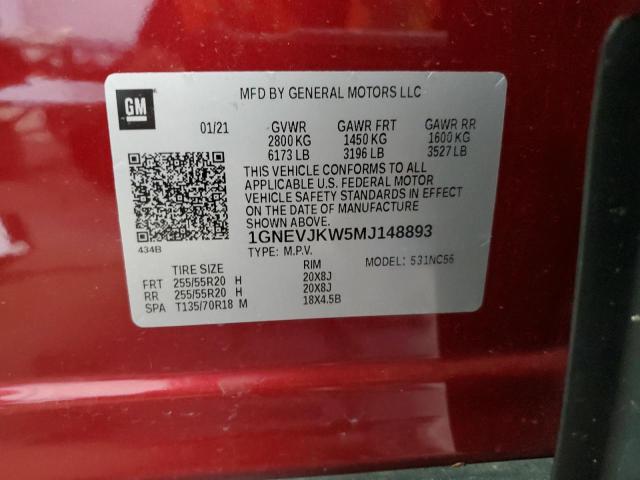 GM
MFD BY GENERAL MOTORS LLC
01/21 GVWR GAWR FRT GAWR RR
2800 KG 1450 KG 1600 KG
6173 LB 3196 LB 3527 LB
THIS VEHICLE CONFORMS TO ALL
APPLICABLE U.S. FEDERAL MOTOR
VEHICLE SAFETY STANDARDS IN EFFECT
ON THE DATE OF MANUFACTURE
SHOWN ABOVE.
434B 1GNEVJKW5MJ148893
TYPE: M.P.V. MODEL: 531NC56
TIRE SIZE RIM
FRT 255/55R20 H 20X8J
RR 255/55R20 H 20X8J
SPA T135/70R18 M 18X4.5B